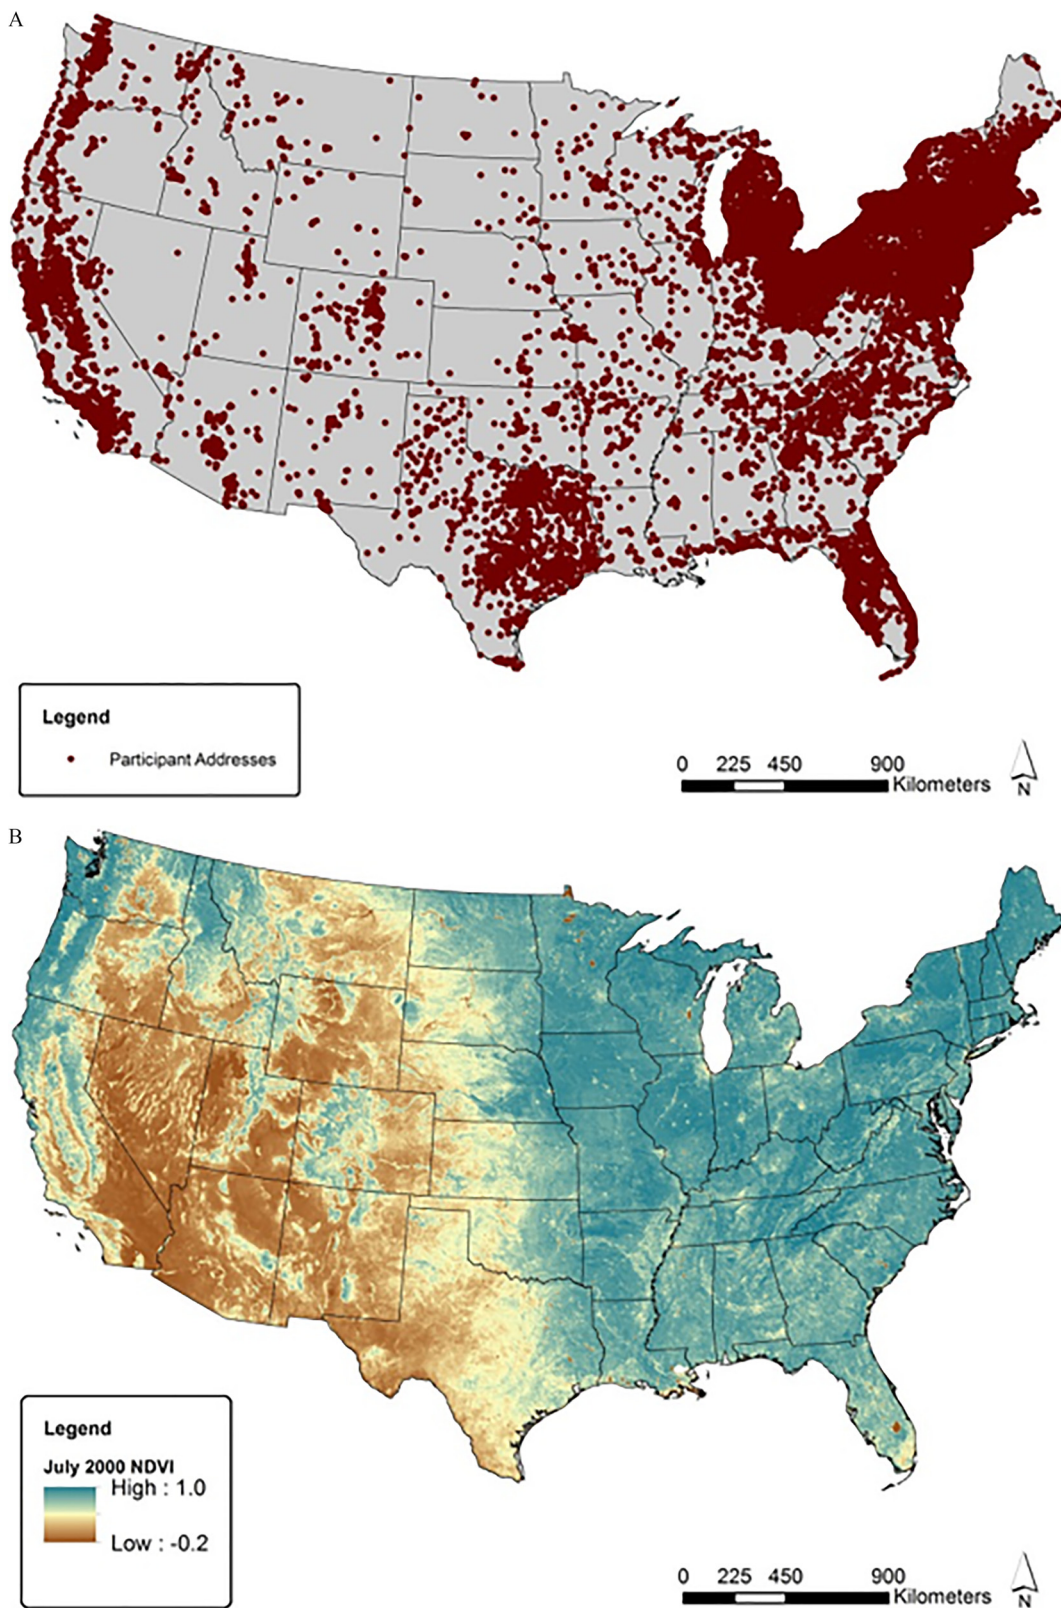 A
Legend
Participant Addresses
0 225 450 900
Kilometers
N
B
Legend
July 2000 NDVI
High : 1.0
Low : -0.2
0 225 450 900
Kilometers
N